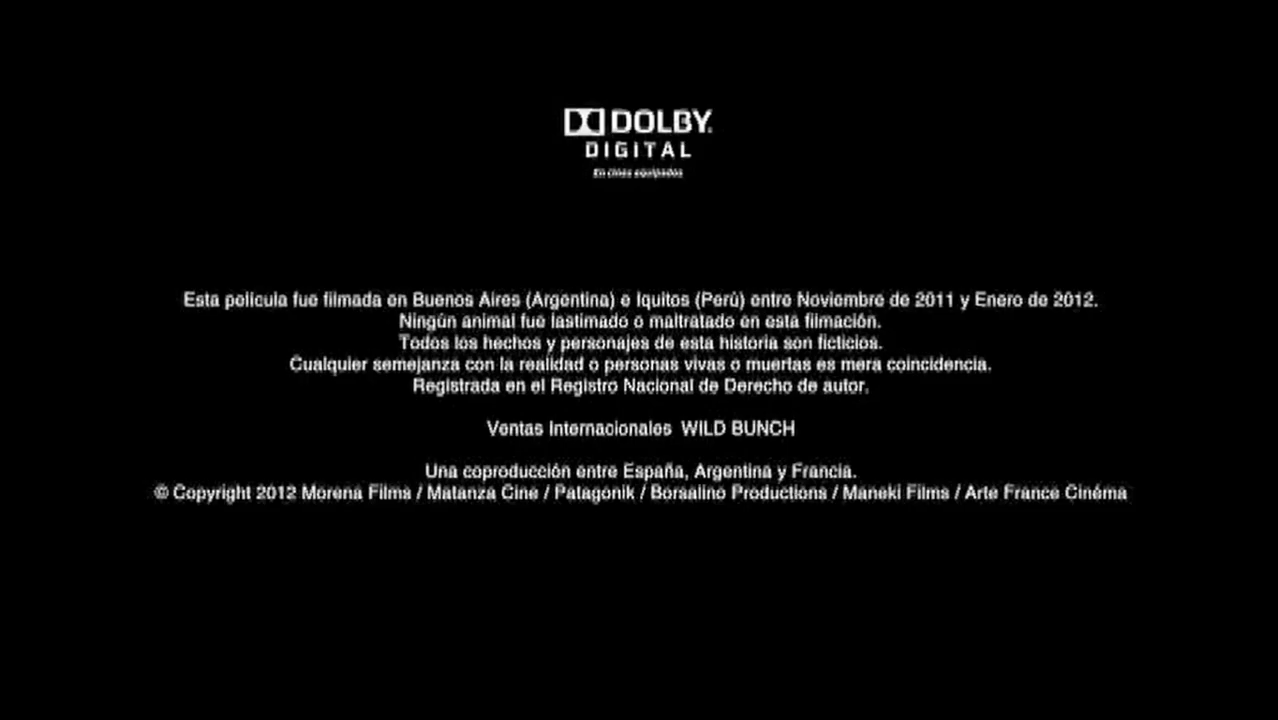 DOLBY
DIGITAL
En cines equipados
Esta película fue filmada en Buenos Aires (Argentina) e Iquitos (Perú) entre Noviembre de 2011 y Enero de 2012.
Ningún animal fue lastimado o maltratado en esta filmación.
Todos los hechos y personajes de esta historia son ficticios.
Cualquier semejanza con la realidad o personas vivas o muertas es mera coincidencia.
Registrada en el Registro Nacional de Derecho de autor.
Ventas Internacionales WILD BUNCH
Una coproducción entre España, Argentina y Francia.
© Copyright 2012 Morena Films / Matanza Cine / Patagonik / Borsalino Productions / Maneki Films / Arte France Cinéma